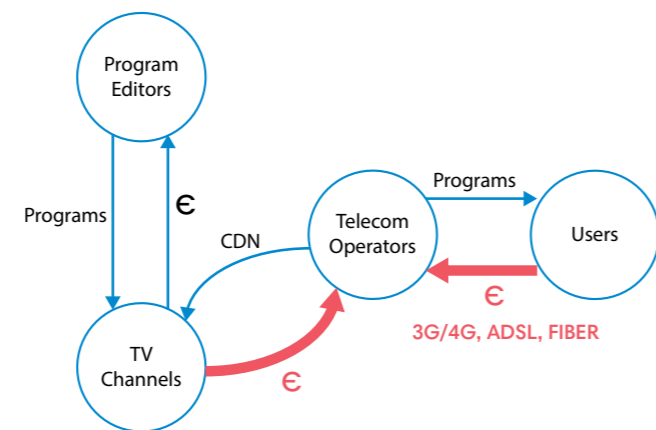 Program
Editors
Programs
€
Programs
Telecom
Operators
Users
CDN
€
3G/4G, ADSL, FIBER
TV
Channels
€